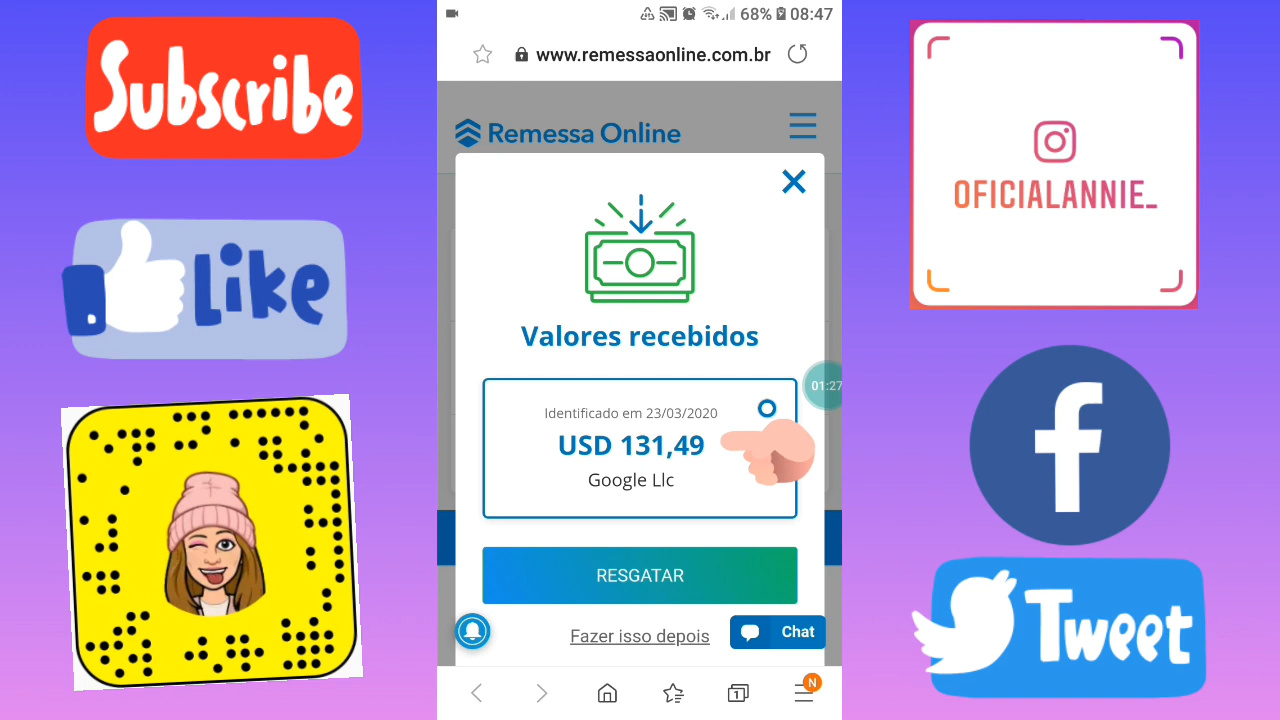 Subscribe
Like
68% 08:47
www.remessaonline.com.br
Remessa Online
Valores recebidos
Identificado em 23/03/2020
USD 131,49
Google Llc
01:27
RESGATAR
Fazer isso depois
Chat
1
N
OFICIALANNIE_
f
Tweet